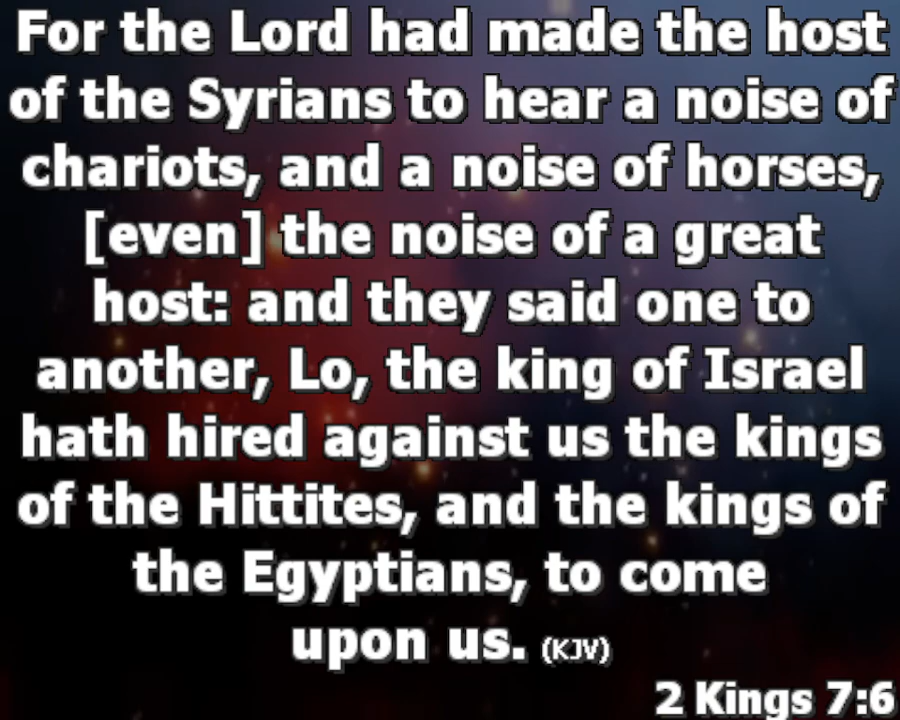 For the Lord had made the host
of the Syrians to hear a noise of
chariots, and a noise of horses,
[even] the noise of a great
host: and they said one to
another, Lo, the king of Israel
hath hired against us the kings
of the Hittites, and the kings of
the Egyptians, to come
upon us. (KJV)
2 Kings 7:6